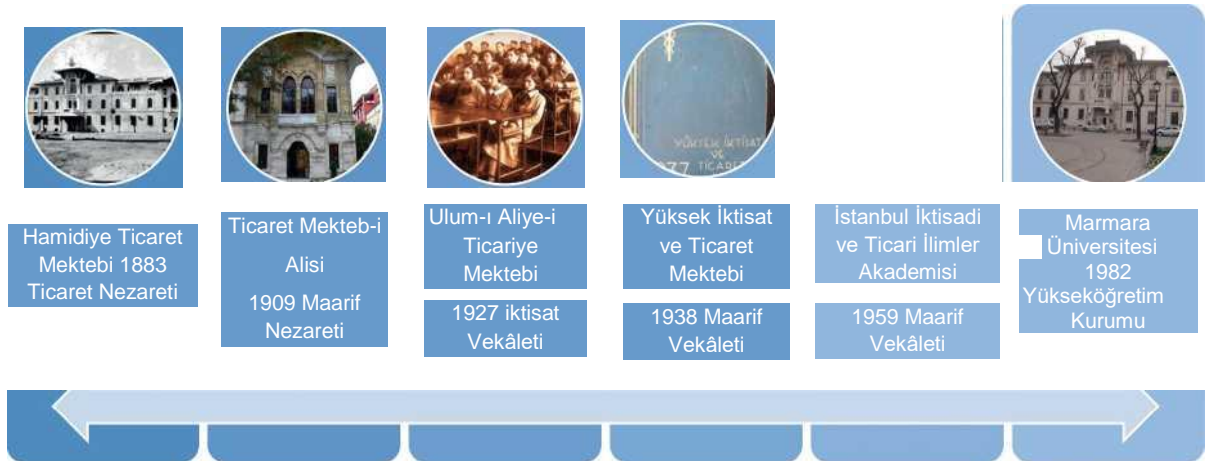 YÜKSEK İKTİSAT
VE
TİCARET
Hamidiye Ticaret
Mektebi 1883
Ticaret Nezareti
Ticaret Mekteb-i
Alisi
1909 Maarif
Nezareti
Ulum-ı Aliye-i
Ticariye
Mektebi
1927 iktisat
Vekâleti
Yüksek İktisat
ve Ticaret
Mektebi
1938 Maarif
Vekâleti
İstanbul İktisadi
ve Ticari İlimler
Akademisi
1959 Maarif
Vekâleti
Marmara
Üniversitesi
1982
Yükseköğretim
Kurumu